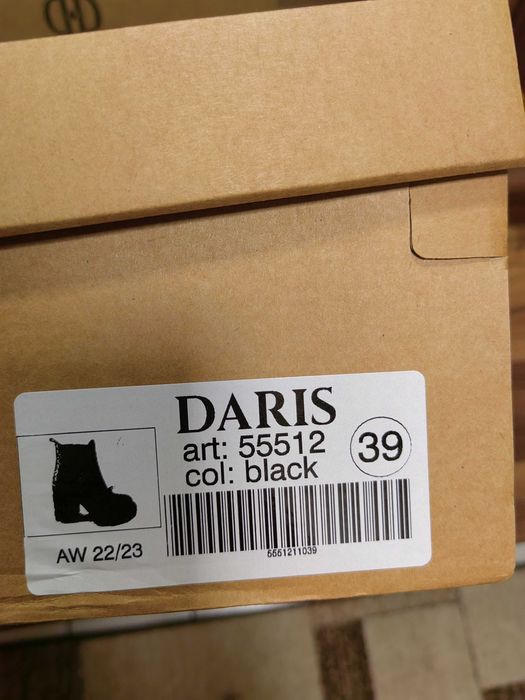 DARIS
art: 55512
col: black
39
AW 22/23
5551211039